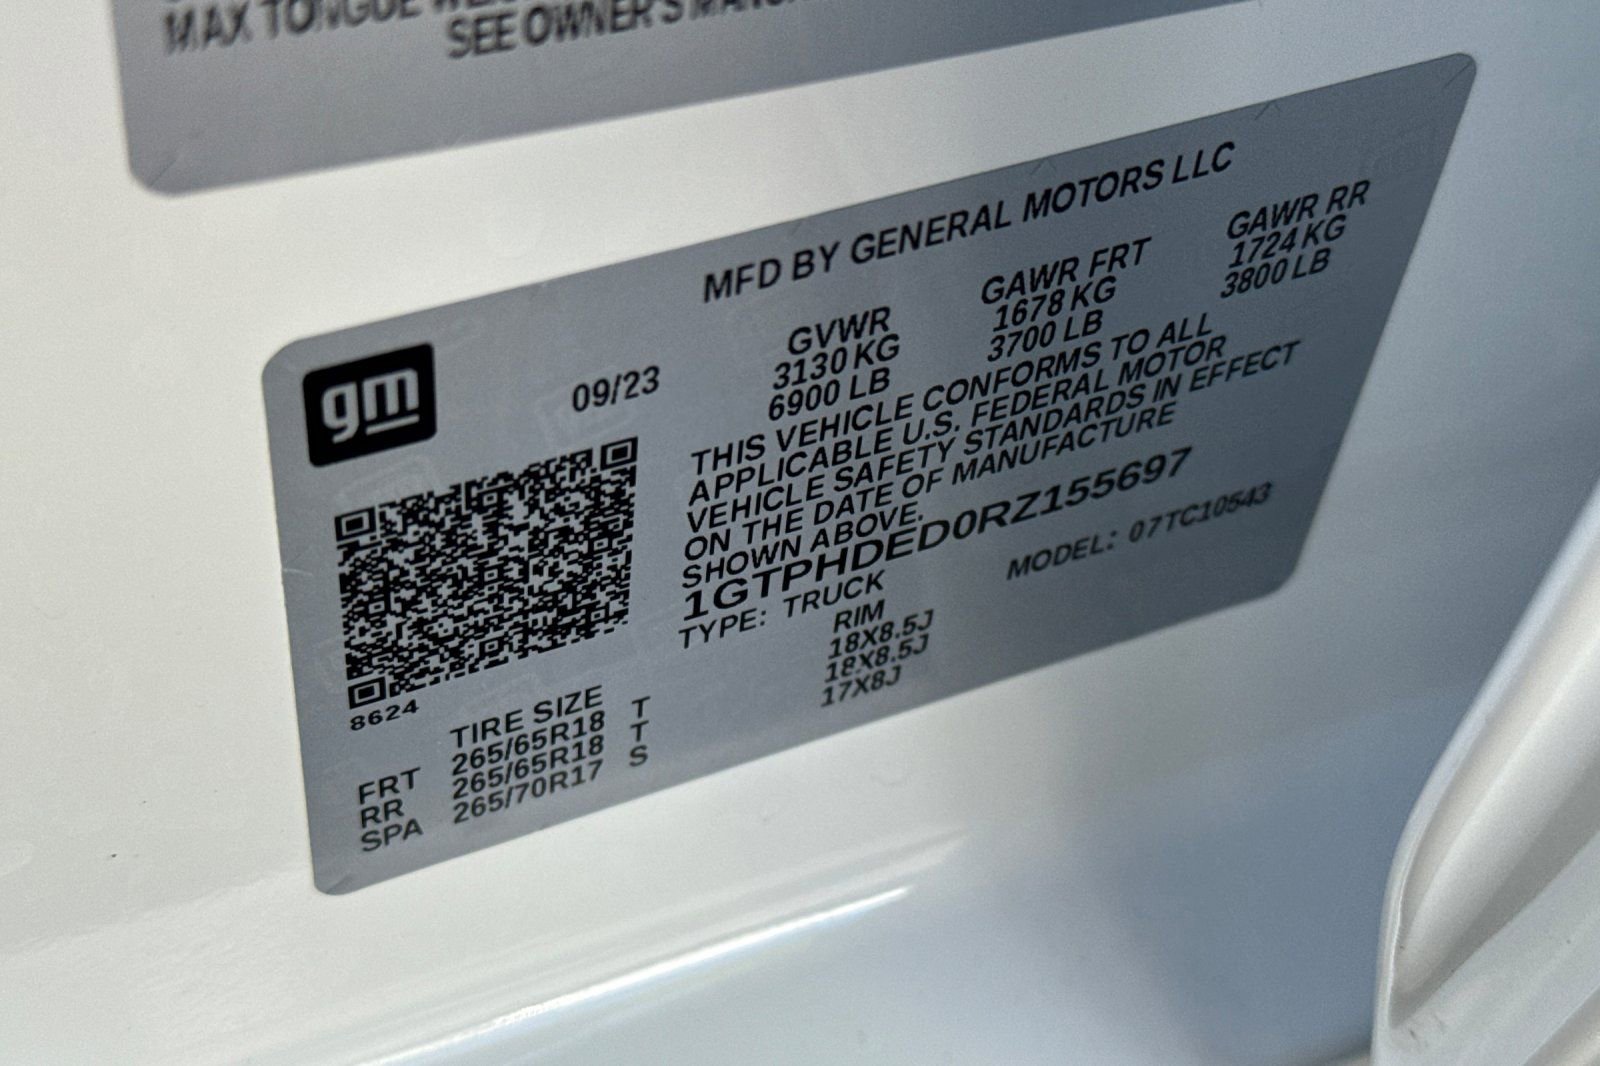 MAX TONGUE
SEE OWNER'S
MFD BY GENERAL MOTORS LLC
gm
09/23
GVWR GAWR FRT GAWR RR
3130 KG 1678 KG 1724 KG
6900 LB 3700 LB 3800 LB
THIS VEHICLE CONFORMS TO ALL
APPLICABLE U.S. FEDERAL MOTOR
VEHICLE SAFETY STANDARDS IN EFFECT
ON THE DATE OF MANUFACTURE
SHOWN ABOVE.
1GTPHDED0RZ155697
TYPE: TRUCK MODEL: 07TC10543
8624
TIRE SIZE RIM
FRT 265/65R18 T 18X8.5J
RR 265/65R18 T 18X8.5J
SPA 265/70R17 S 17X8J